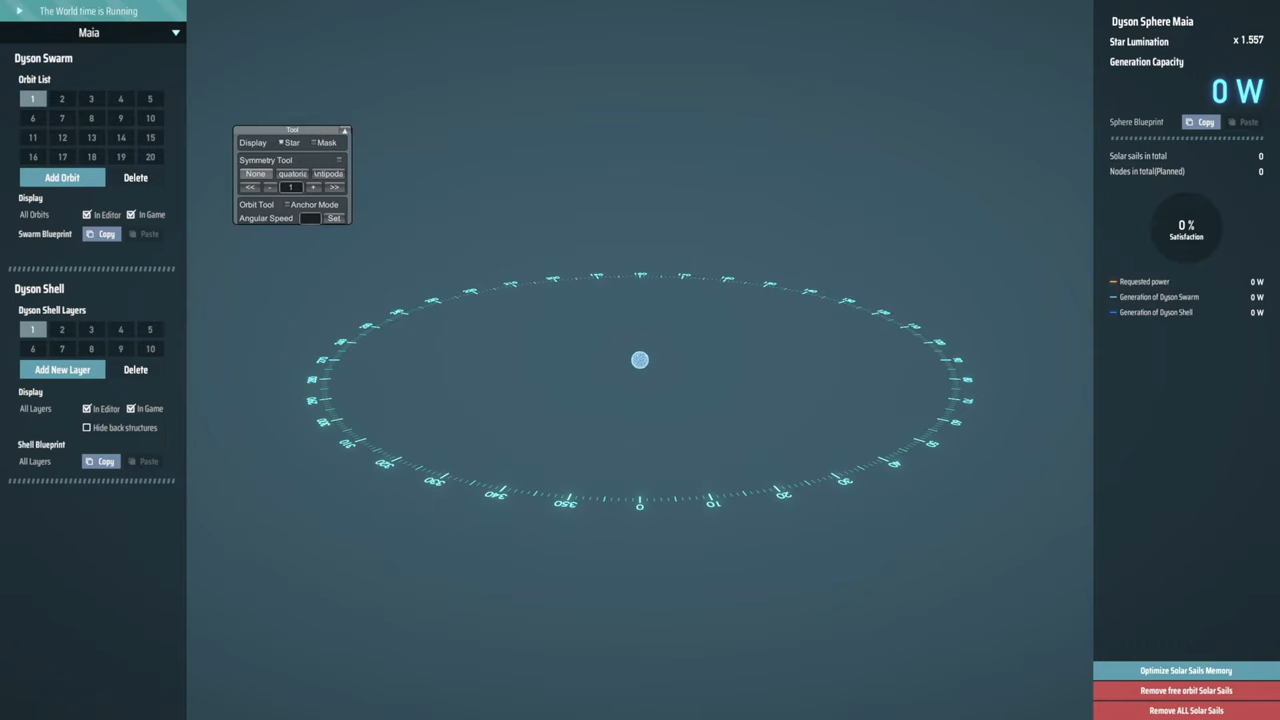 The World time is Running
Maia
Dyson Swarm
Orbit List
1 2 3 4 5
6 7 8 9 10
11 12 13 14 15
16 17 18 19 20
Add Orbit Delete
Display
All Orbits In Editor In Game
Swarm Blueprint Copy Paste
Dyson Shell
Dyson Shell Layers
1 2 3 4 5
6 7 8 9 10
Add New Layer Delete
Display
All Layers In Editor In Game
Hide back structures
Shell Blueprint
All Layers Copy Paste
Tool
Display Star Mask
Symmetry Tool
None quatoria Antipoda
<< - 1 + >>
Orbit Tool Anchor Mode
Angular Speed Set
320 330 340 350 0 10 20 30
Dyson Sphere Maia
Star Lumination x 1.557
Generation Capacity
0 W
Sphere Blueprint Copy Paste
Solar sails in total 0
Nodes in total(Planned) 0
0 %
Satisfaction
Requested power 0 W
Generation of Dyson Swarm 0 W
Generation of Dyson Shell 0 W
Optimize Solar Sails Memory
Remove free orbit Solar Sails
Remove ALL Solar Sails